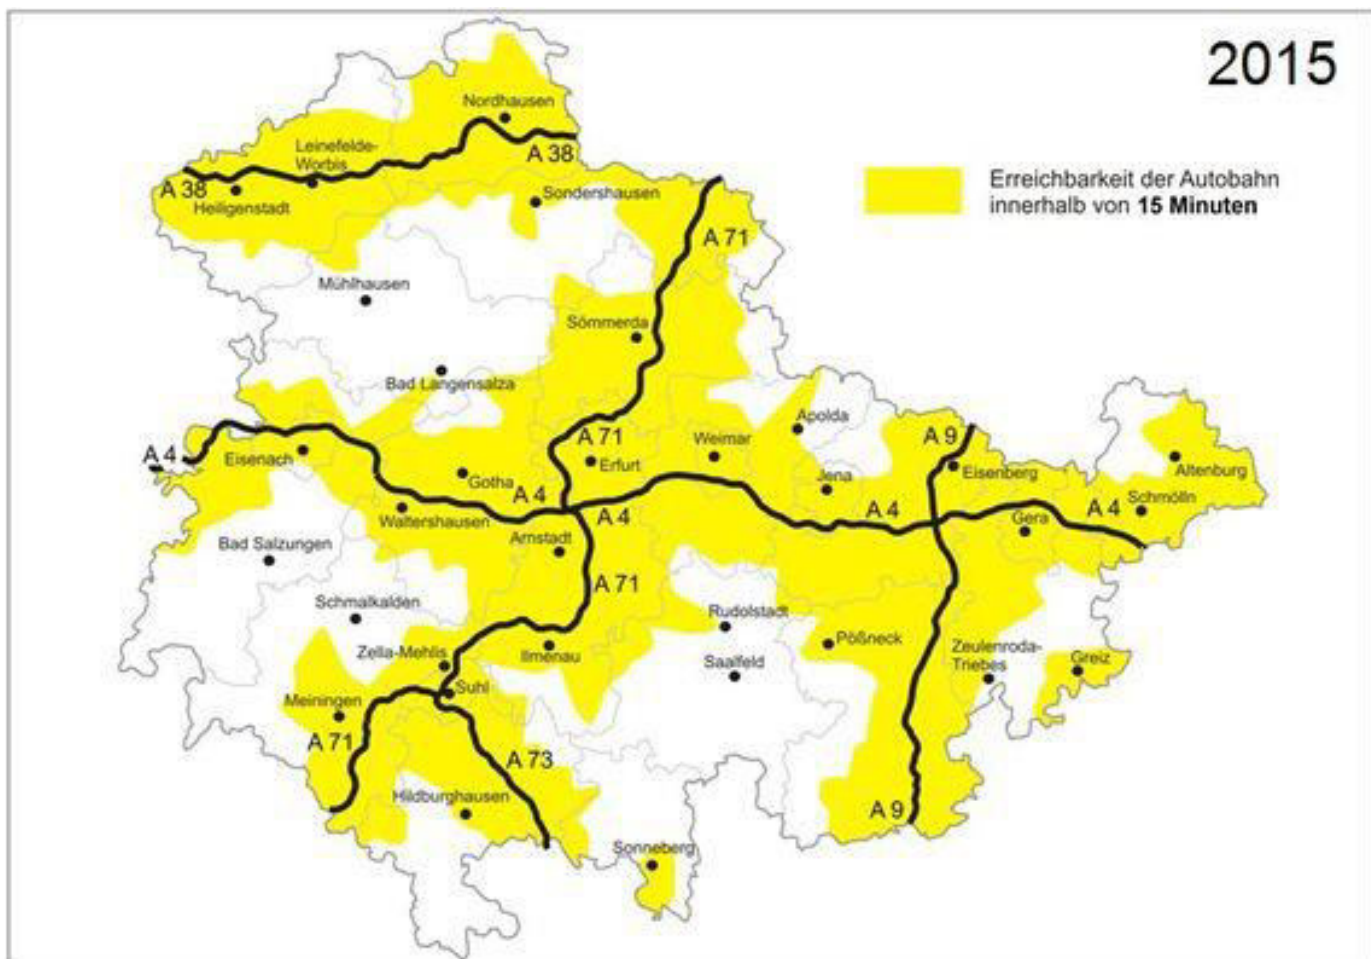 2015
Nordhausen
Leinefelde-
Worbis
A 38
A 38
Heiligenstadt
Sondershausen
Erreichbarkeit der Autobahn
innerhalb von 15 Minuten
A 71
Mühlhausen
Sömmerda
Bad Langensalza
Apolda
A 4
Eisenach
A 71
Erfurt
Weimar
A 9
Eisenberg
Altenburg
Gotha
Jena
A 4
A 4
A 4
Schmölln
A 4
Gera
Waltershausen
Arnstadt
Bad Salzungen
A 71
Schmalkalden
Rudolstadt
Zella-Mehlis
Ilmenau
Pößneck
Saalfeld
Zeulenroda-
Triebes
Greiz
Suhl
Meiningen
A 71
A 73
Hildburghausen
A 9
Sonneberg